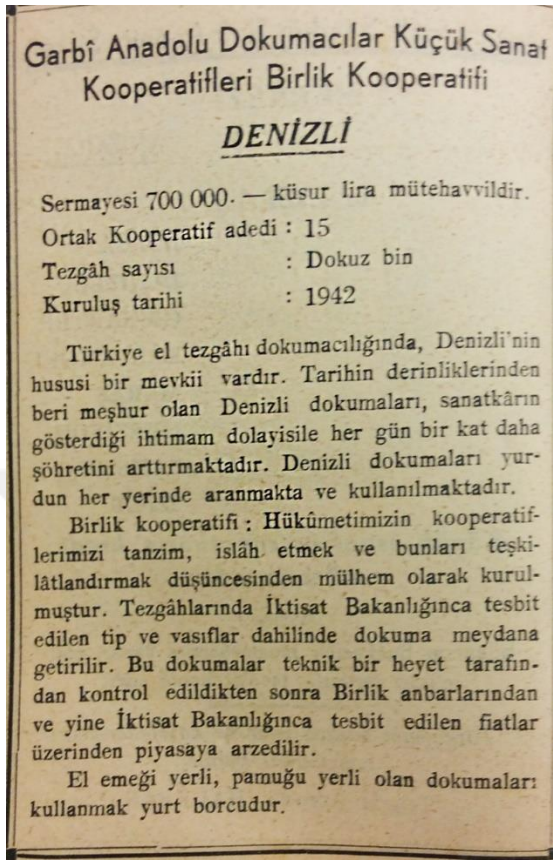 Garbî Anadolu Dokumacılar Küçük Sanat
Kooperatifleri Birlik Kooperatifi
DENİZLİ
Sermayesi 700 000. — küsur lira mütehavvildir.
Ortak Kooperatif adedi : 15
Tezgâh sayısı : Dokuz bin
Kuruluş tarihi : 1942
Türkiye el tezgâhı dokumacılığında, Denizli'nin
hususi bir mevkii vardır. Tarihin derinliklerinden
beri meşhur olan Denizli dokumaları, sanatkârın
gösterdiği ihtimam dolayisile her gün bir kat daha
şöhretini arttırmaktadır. Denizli dokumaları yur-
dun her yerinde aranmakta ve kullanılmaktadır.
Birlik kooperatifi : Hükûmetimizin kooperatif-
lerimizi tanzim, islâh etmek ve bunları teşki-
lâtlandırmak düşüncesinden mülhem olarak kurul-
muştur. Tezgâhlarında İktisat Bakanlığınca tesbit
edilen tip ve vasıflar dahilinde dokuma meydana
getirilir. Bu dokumalar teknik bir heyet tarafın-
dan kontrol edildikten sonra Birlik anbarlarından
ve yine İktisat Bakanlığınca tesbit edilen fiatlar
üzerinden piyasaya arzedilir.
El emeği yerli, pamuğu yerli olan dokumaları
kullanmak yurt borcudur.